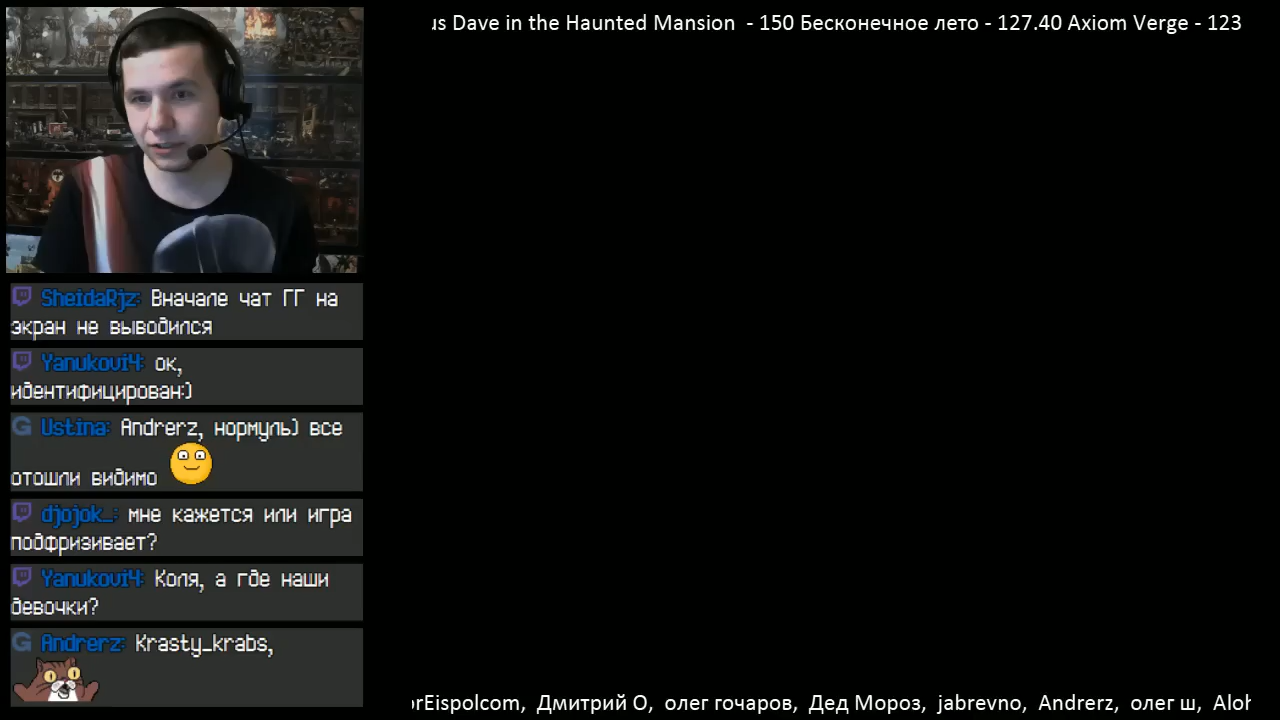 us Dave in the Haunted Mansion - 150 Бесконечное лето - 127.40 Axiom Verge - 123
SheidaRjz: Вначале чат ГГ на
экран не выводился
Yanukovi4: ок,
идентифицирован:)
Ustina: Andrerz, нормуль) все
отошли видимо
djojok_: мне кажется или игра
подфризивает?
Yanukovi4: Коля, а где наши
девочки?
Andrerz: Krasty_krabs,
orEispolcom, Дмитрий О, олег гочаров, Дед Мороз, jabrevno, Andrerz, олег ш, Aloh